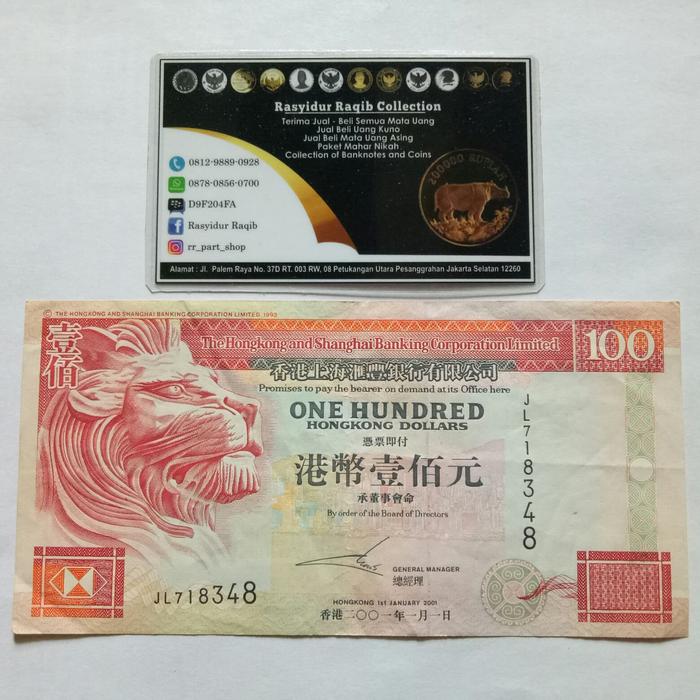 Rasyidur Raqib Collection
Terima Jual - Beli Semua Mata Uang
Jual Beli Uang Kuno
Jual Beli Mata Uang Asing
Paket Mahar Nikah
Collection of Banknotes and Coins
0812-9889-0928
0878-0856-0700
D9F204FA
Rasyidur Raqib
rr_part_shop
200000 RUPIAH
Alamat : Jl. Palem Raya No. 37D RT. 003 RW, 08 Petukangan Utara Pesanggrahan Jakarta Selatan 12260
© THE HONGKONG AND SHANGHAI BANKING CORPORATION LIMITED, 1993
壹佰
The Hongkong and Shanghai Banking Corporation Limited
100
香港上海滙豐銀行有限公司
Promises to pay the bearer on demand at its Office here
ONE HUNDRED
HONGKONG DOLLARS
憑票即付
港幣壹佰元
承董事會命
By order of the Board of Directors
JL718348
GENERAL MANAGER
總經理
JL718348
HONGKONG 1st JANUARY 2001
香港二〇〇一年一月一日